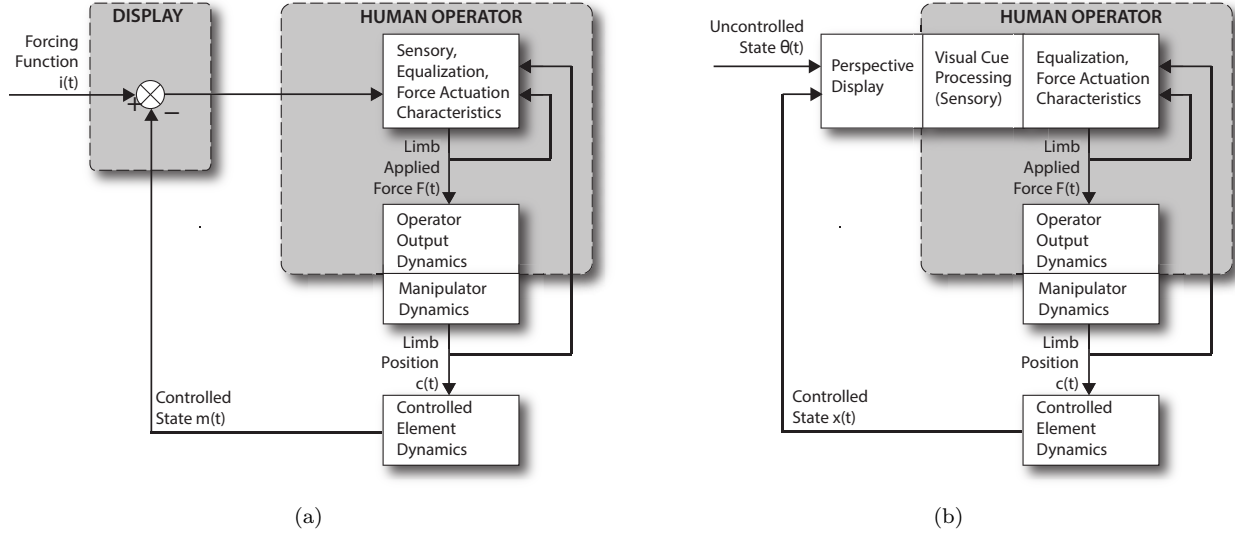 DISPLAY
HUMAN OPERATOR
Forcing
Function
i(t)
+
−
Sensory,
Equalization,
Force Actuation
Characteristics
Limb
Applied
Force F(t)
Operator
Output
Dynamics
Manipulator
Dynamics
Limb
Position
c(t)
Controlled
State m(t)
Controlled
Element
Dynamics
(a)
HUMAN OPERATOR
Uncontrolled
State θ(t)
Perspective
Display
Visual Cue
Processing
(Sensory)
Equalization,
Force Actuation
Characteristics
Limb
Applied
Force F(t)
Operator
Output
Dynamics
Manipulator
Dynamics
Limb
Position
c(t)
Controlled
State x(t)
Controlled
Element
Dynamics
(b)